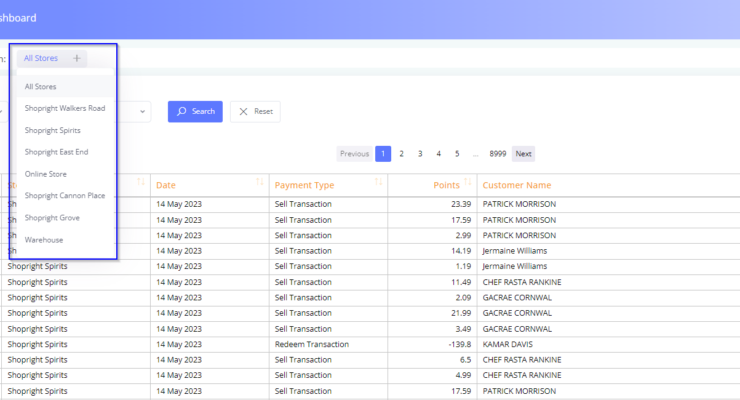 shboard
n: All Stores
All Stores
Shopright Walkers Road
Shopright Spirits
Shopright East End
Online Store
Shopright Cannon Place
Shopright Grove
Warehouse
Search Reset
Previous 1 2 3 4 5 ... 8999 Next
St Date Payment Type Points Customer Name
Sh 14 May 2023 Sell Transaction 23.39 PATRICK MORRISON
Sh 14 May 2023 Sell Transaction 17.59 PATRICK MORRISON
Sh 14 May 2023 Sell Transaction 2.99 PATRICK MORRISON
Sh 14 May 2023 Sell Transaction 14.19 Jermaine Williams
Shopright Spirits 14 May 2023 Sell Transaction 1.19 Jermaine Williams
Shopright Spirits 14 May 2023 Sell Transaction 11.49 CHEF RASTA RANKINE
Shopright Spirits 14 May 2023 Sell Transaction 2.09 GACRAE CORNWAL
Shopright Spirits 14 May 2023 Sell Transaction 21.99 GACRAE CORNWAL
Shopright Spirits 14 May 2023 Sell Transaction 3.49 GACRAE CORNWAL
Shopright Spirits 14 May 2023 Redeem Transaction -139.8 KAMAR DAVIS
Shopright Spirits 14 May 2023 Sell Transaction 6.5 CHEF RASTA RANKINE
Shopright Spirits 14 May 2023 Sell Transaction 4.99 CHEF RASTA RANKINE
Shopright Spirits 14 May 2023 Sell Transaction 17.59 PATRICK MORRISON